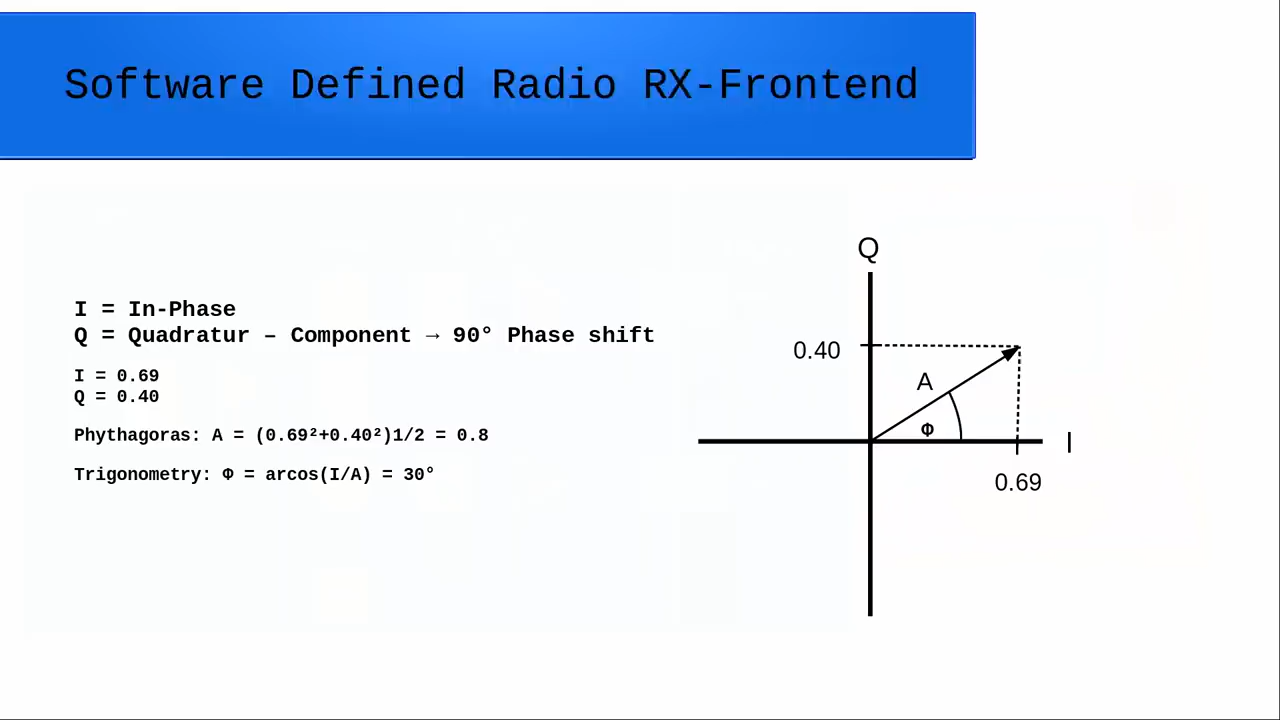 Software Defined Radio RX-Frontend
I = In-Phase
Q = Quadratur – Component → 90° Phase shift
I = 0.69
Q = 0.40
Phythagoras: A = (0.69²+0.40²)1/2 = 0.8
Trigonometry: Φ = arcos(I/A) = 30°
Q
0.40
A
Φ
I
0.69